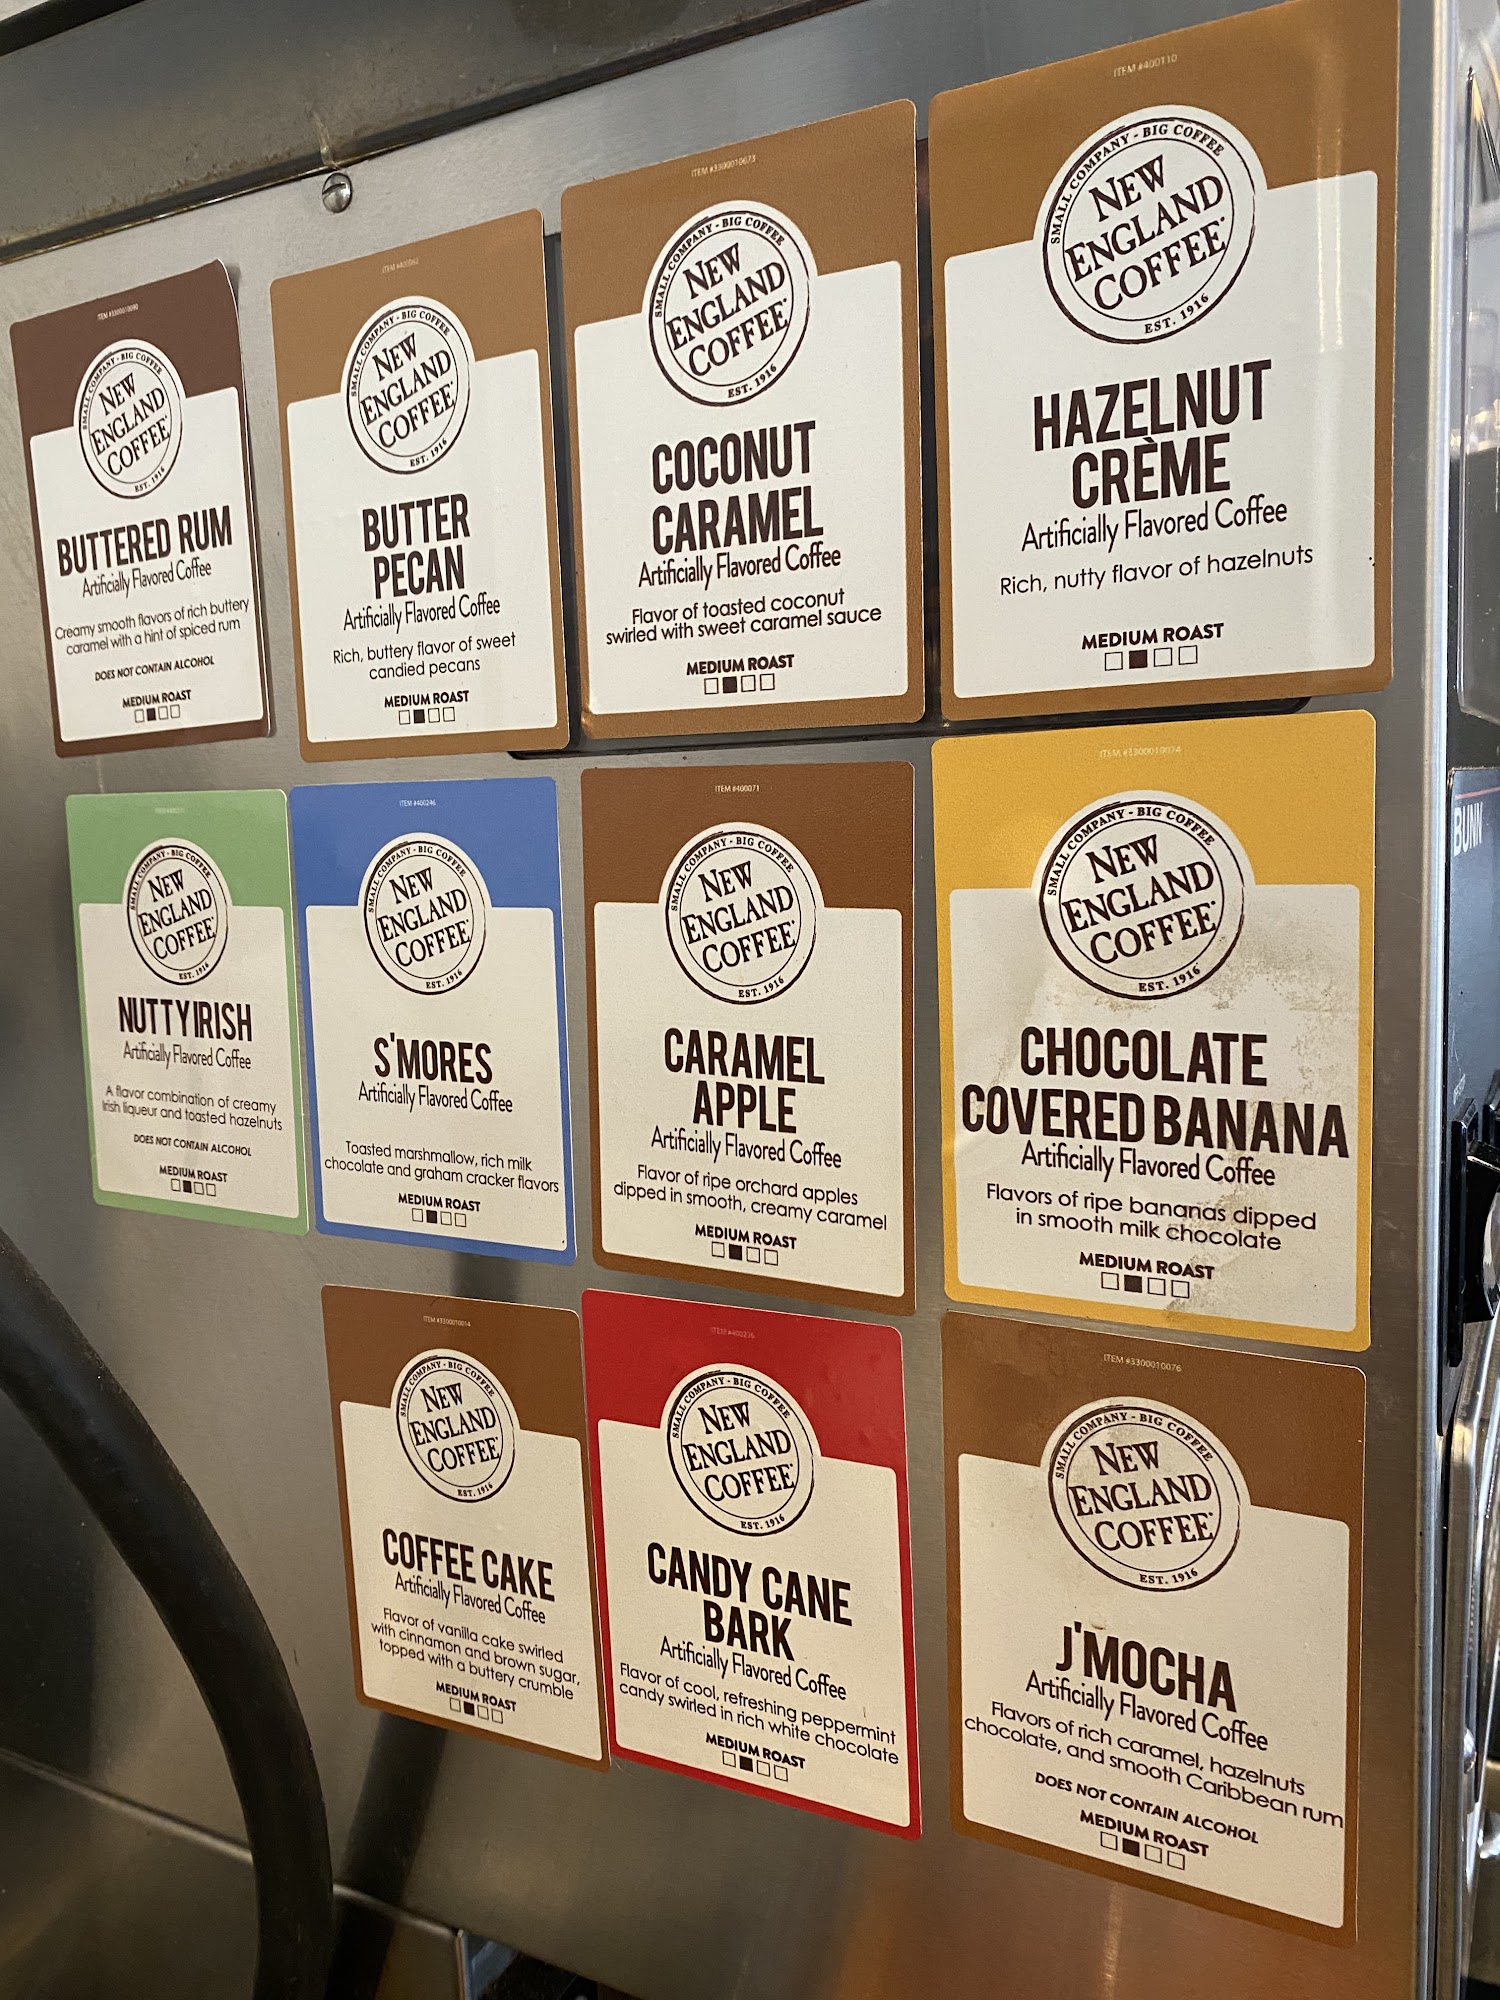 ITEM #3300010090
SMALL COMPANY - BIG COFFEE
NEW
ENGLAND
COFFEE
EST. 1916
BUTTERED RUM
Artificially Flavored Coffee
Creamy smooth flavors of rich buttery
caramel with a hint of spiced rum
DOES NOT CONTAIN ALCOHOL
MEDIUM ROAST
SMALL COMPANY - BIG COFFEE
NEW
ENGLAND
COFFEE
EST. 1916
BUTTER
PECAN
Artificially Flavored Coffee
Rich, buttery flavor of sweet
candied pecans
MEDIUM ROAST
ITEM #3300010073
SMALL COMPANY - BIG COFFEE
NEW
ENGLAND
COFFEE
EST. 1916
COCONUT
CARAMEL
Artificially Flavored Coffee
Flavor of toasted coconut
swirled with sweet caramel sauce
MEDIUM ROAST
ITEM #400110
SMALL COMPANY - BIG COFFEE
NEW
ENGLAND
COFFEE
EST. 1916
HAZELNUT
CRÈME
Artificially Flavored Coffee
Rich, nutty flavor of hazelnuts
MEDIUM ROAST
SMALL COMPANY - BIG COFFEE
NEW
ENGLAND
COFFEE
EST. 1916
NUTTY IRISH
Artificially Flavored Coffee
A flavor combination of creamy
Irish liqueur and toasted hazelnuts
DOES NOT CONTAIN ALCOHOL
MEDIUM ROAST
ITEM #400246
SMALL COMPANY - BIG COFFEE
NEW
ENGLAND
COFFEE
EST. 1916
S'MORES
Artificially Flavored Coffee
Toasted marshmallow, rich milk
chocolate and graham cracker flavors
MEDIUM ROAST
ITEM #400071
SMALL COMPANY - BIG COFFEE
NEW
ENGLAND
COFFEE
EST. 1916
CARAMEL
APPLE
Artificially Flavored Coffee
Flavor of ripe orchard apples
dipped in smooth, creamy caramel
MEDIUM ROAST
ITEM #3300010024
SMALL COMPANY - BIG COFFEE
NEW
ENGLAND
COFFEE
EST. 1916
CHOCOLATE
COVERED BANANA
Artificially Flavored Coffee
Flavors of ripe bananas dipped
in smooth milk chocolate
MEDIUM ROAST
BUNN
ITEM #3300010014
SMALL COMPANY - BIG COFFEE
NEW
ENGLAND
COFFEE
EST. 1916
COFFEE CAKE
Artificially Flavored Coffee
Flavor of vanilla cake swirled
with cinnamon and brown sugar,
topped with a buttery crumble
MEDIUM ROAST
ITEM #400236
SMALL COMPANY - BIG COFFEE
NEW
ENGLAND
COFFEE
EST. 1916
CANDY CANE
BARK
Artificially Flavored Coffee
Flavor of cool, refreshing peppermint
candy swirled in rich white chocolate
MEDIUM ROAST
ITEM #3300010076
SMALL COMPANY - BIG COFFEE
NEW
ENGLAND
COFFEE
EST. 1916
J'MOCHA
Artificially Flavored Coffee
Flavors of rich caramel, hazelnuts
chocolate, and smooth Caribbean rum
DOES NOT CONTAIN ALCOHOL
MEDIUM ROAST